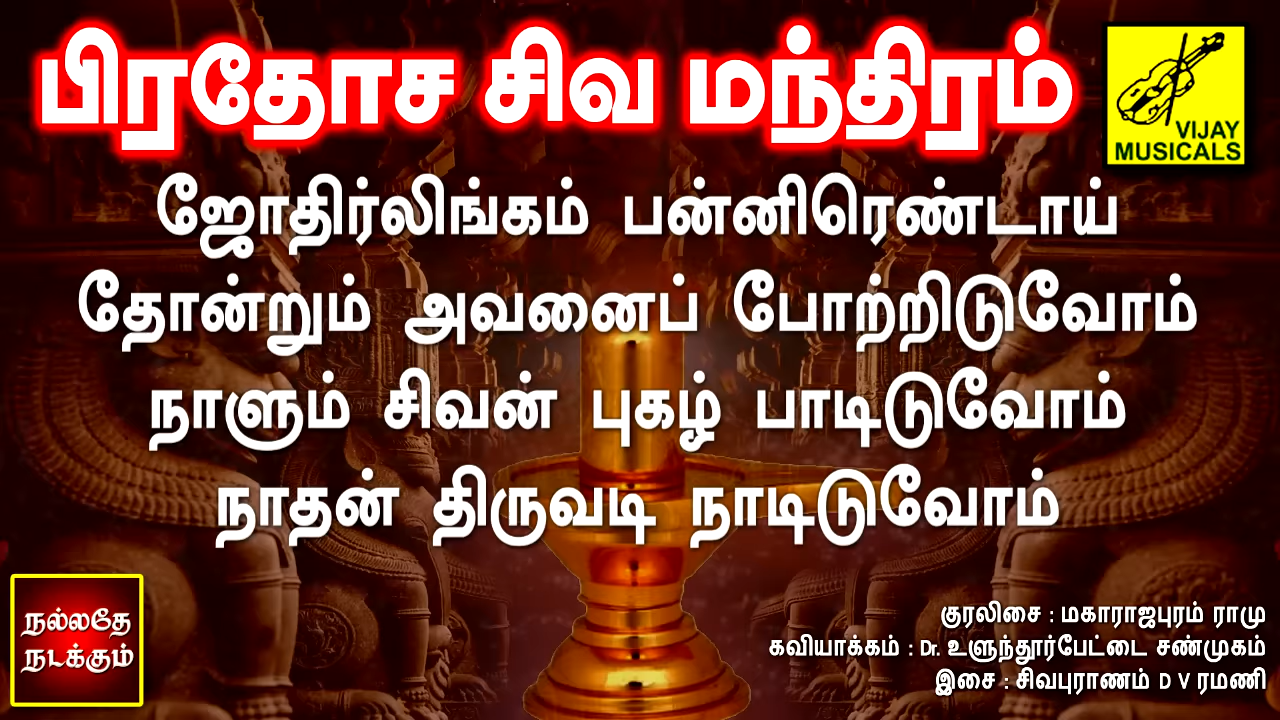 பிரதோச சிவ மந்திரம்
VIJAY
MUSICALS
ஜோதிர்லிங்கம் பன்னிரெண்டாய்
தோன்றும் அவனைப் போற்றிடுவோம்
நாளும் சிவன் புகழ் பாடிடுவோம்
நாதன் திருவடி நாடிடுவோம்
நல்லதே
நடக்கும்
குரலிசை : மகாராஜபுரம் ராமு
கவியாக்கம் : Dr. உளுந்தூர்பேட்டை சண்முகம்
இசை : சிவபுராணம் D V ரமணி